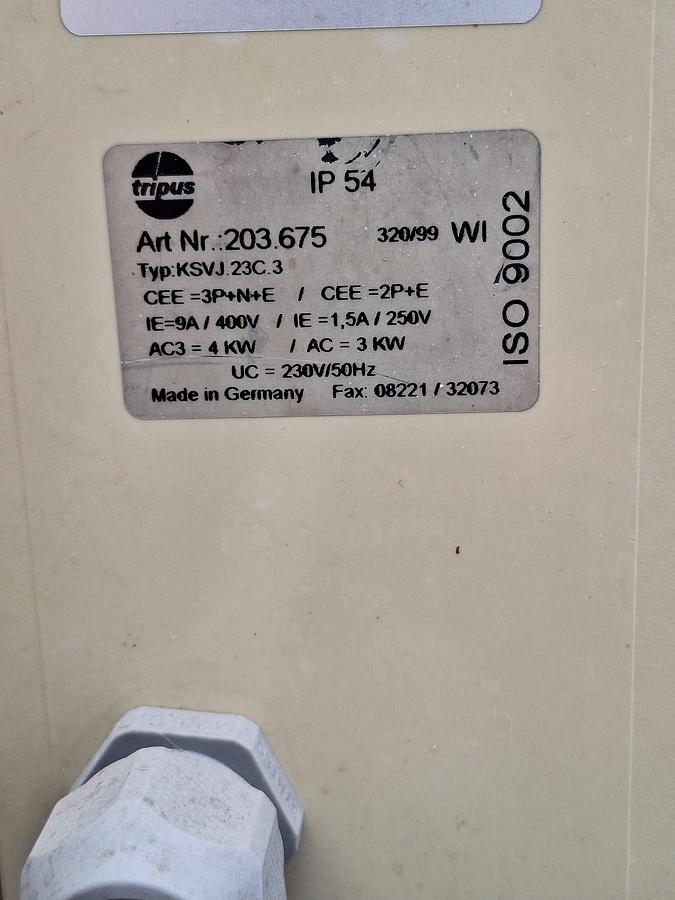 tripus
IP 54
Art Nr.:203.675 320/99 WI
Typ:KSVJ.23C.3
CEE =3P+N+E / CEE =2P+E
IE=9A / 400V / IE =1,5A / 250V
AC3 = 4 KW / AC = 3 KW
UC = 230V/50Hz
Made in Germany Fax: 08221 / 32073
ISO 9002